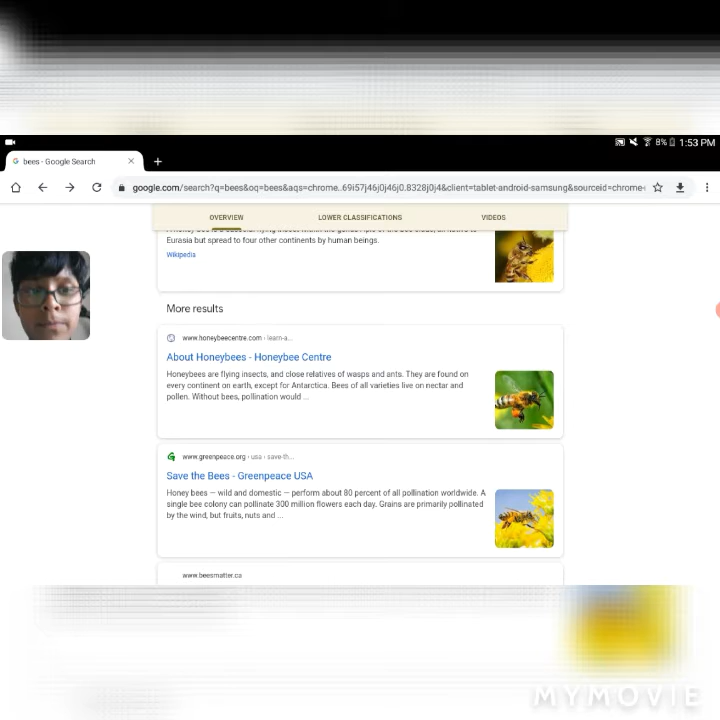 8% 1:53 PM
bees - Google Search
google.com/search?q=bees&oq=bees&aqs=chrome..69i57j46j0j46j0.8328j0j4&client=tablet-android-samsung&sourceid=chrome-
OVERVIEW LOWER CLASSIFICATIONS VIDEOS
Eurasia but spread to four other continents by human beings.
Wikipedia
More results
www.honeybeecentre.com › learn-a...
About Honeybees - Honeybee Centre
Honeybees are flying insects, and close relatives of wasps and ants. They are found on
every continent on earth, except for Antarctica. Bees of all varieties live on nectar and
pollen. Without bees, pollination would ...
www.greenpeace.org › usa › save-th...
Save the Bees - Greenpeace USA
Honey bees — wild and domestic — perform about 80 percent of all pollination worldwide. A
single bee colony can pollinate 300 million flowers each day. Grains are primarily pollinated
by the wind, but fruits, nuts and ...
www.beesmatter.ca
MYMOVIE